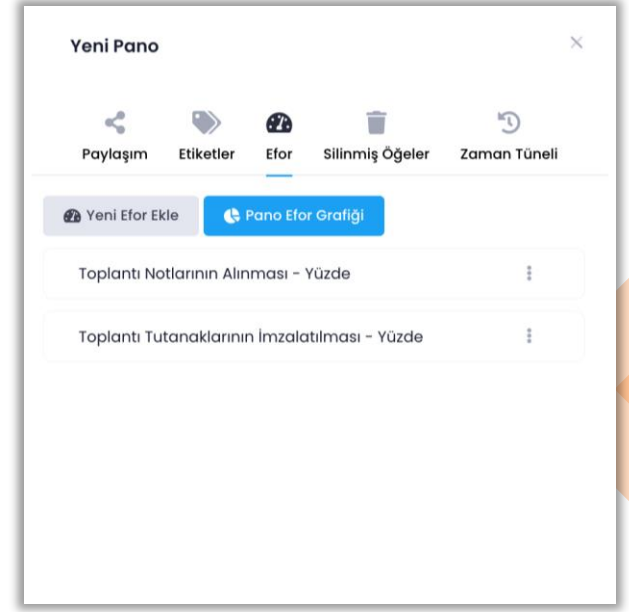 Yeni Pano
Paylaşım Etiketler Efor Silinmiş Öğeler Zaman Tüneli
Yeni Efor Ekle Pano Efor Grafiği
Toplantı Notlarının Alınması - Yüzde
Toplantı Tutanaklarının İmzalatılması - Yüzde